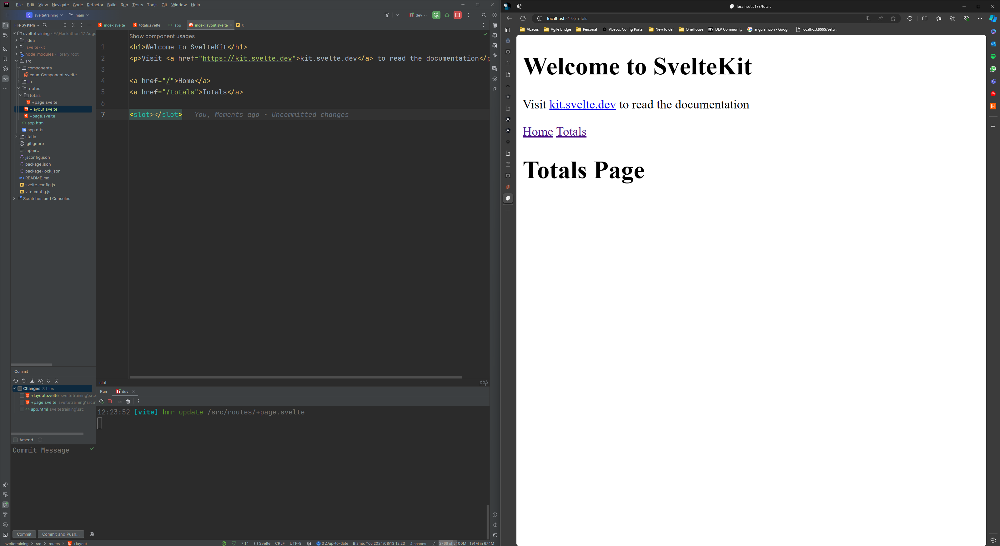 File Edit View Navigate Code Refactor Build Run Tests Tools Git Window Help
S sveltetraining main dev
File System
sveltetraining E:\Hackathon 17 Augu
.idea
.svelte-kit
node_modules library root
src
components
countComponent.svelte
lib
routes
totals
+page.svelte
+layout.svelte
+page.svelte
app.html
app.d.ts
static
.gitignore
.npmrc
jsconfig.json
package.json
package-lock.json
README.md
svelte.config.js
vite.config.js
Scratches and Consoles
index.svelte totals.svelte app index.layout.svelte 0
Show component usages
1 <h1>Welcome to SvelteKit</h1>
2 <p>Visit <a href="https://kit.svelte.dev">kit.svelte.dev</a> to read the documentation</p
3
4 <a href="/">Home</a>
5 <a href="/totals">Totals</a>
6
7 <slot></slot> You, Moments ago • Uncommitted changes
slot
Commit
Changes 3 files
+layout.svelte sveltetraining\src\
+page.svelte sveltetraining\src\r
app.html sveltetraining\src
Amend
Commit Message
Commit Commit and Push...
Run dev
12:23:52 [vite] hmr update /src/routes/+page.svelte
sveltetraining > src > routes > +layout
7:14 {} Svelte CRLF UTF-8 3 Δ/up-to-date Blame: You 2024/08/13 12:23 4 spaces 2766 of 5400M 191M in 674M
localhost:5173/totals
localhost:5173/totals
Abacus Agile Bridge Personal Abacus Config Portal New folder OneHouse DEV DEV Community angular icon - Goog... localhost:9999/setti...
Welcome to SvelteKit
Visit kit.svelte.dev to read the documentation
Home Totals
Totals Page